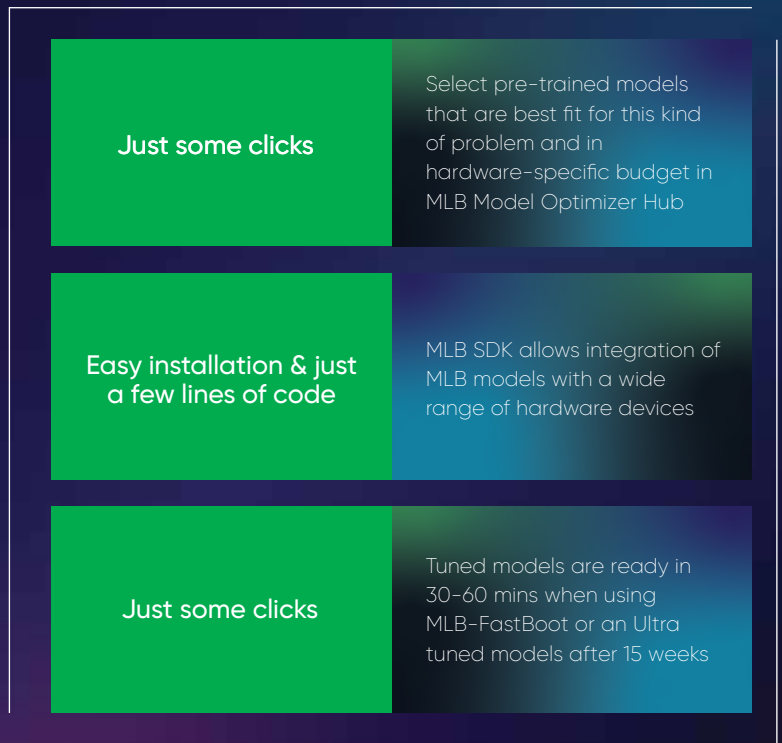 Just some clicks
Select pre-trained models
that are best fit for this kind
of problem and in
hardware-specific budget in
MLB Model Optimizer Hub
Easy installation & just
a few lines of code
MLB SDK allows integration of
MLB models with a wide
range of hardware devices
Just some clicks
Tuned models are ready in
30-60 mins when using
MLB-FastBoot or an Ultra
tuned models after 15 weeks